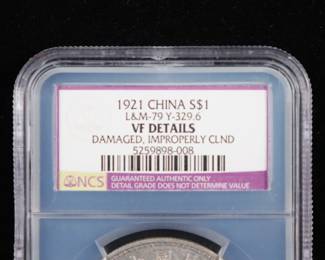 1921 CHINA S$1
L&M-79 Y-329.6
VF DETAILS
DAMAGED, IMPROPERLY CLND
5259898-008
NCS
GUARANTEED AUTHENTIC ONLY
DETAIL GRADE DOES NOT DETERMINE VALUE